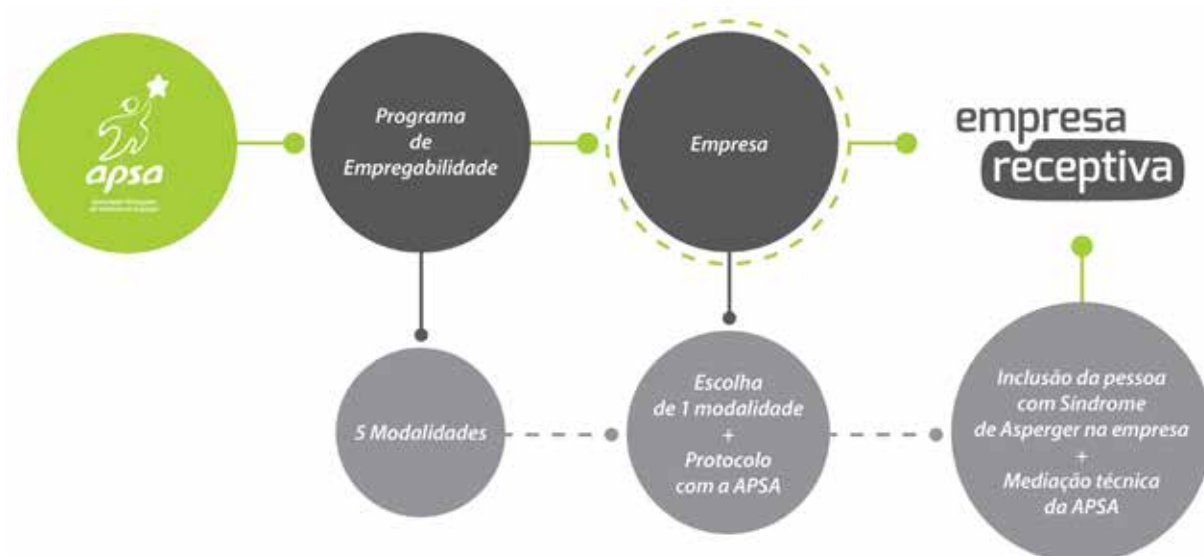 apsa
Programa
de
Empregabilidade
Empresa
empresa
receptiva
5 Modalidades
Escolha
de 1 modalidade
+
Protocolo
com a APSA
Inclusão da pessoa
com Síndrome
de Asperger na empresa
+
Mediação técnica
da APSA